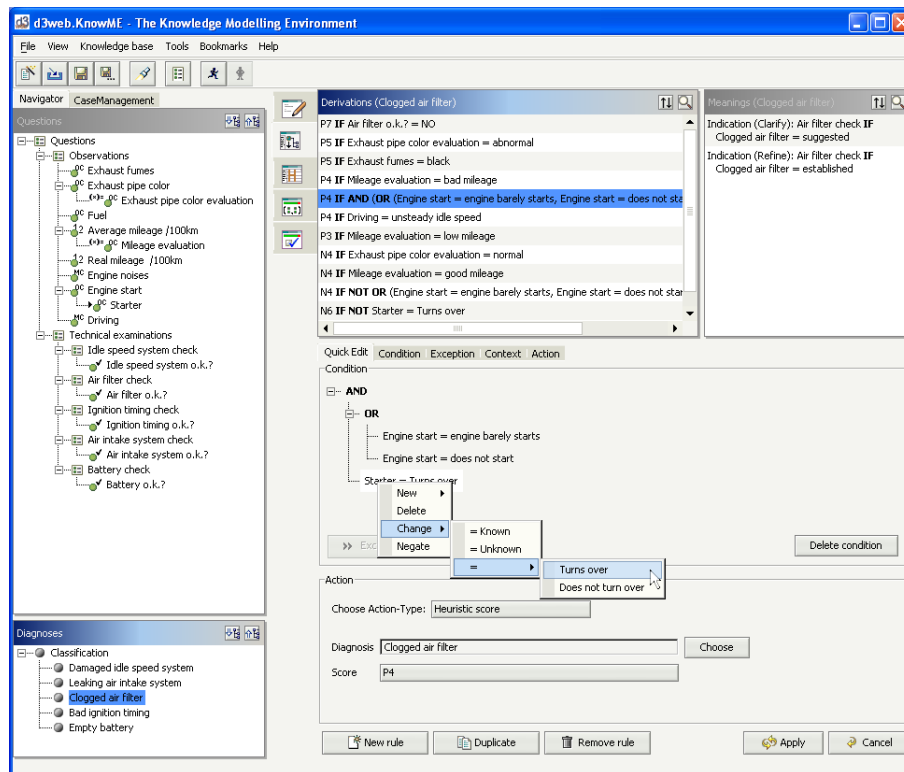 d3web.KnowME - The Knowledge Modelling Environment
File View Knowledge base Tools Bookmarks Help
Navigator CaseManagement
Questions
Questions
Observations
Exhaust fumes
Exhaust pipe color
Exhaust pipe color evaluation
Fuel
Average mileage /100km
Mileage evaluation
Real mileage /100km
Engine noises
Engine start
Starter
Driving
Technical examinations
Idle speed system check
Idle speed system o.k.?
Air filter check
Air filter o.k.?
Ignition timing check
Ignition timing o.k.?
Air intake system check
Air intake system o.k.?
Battery check
Battery o.k.?
Diagnoses
Classification
Damaged idle speed system
Leaking air intake system
Clogged air filter
Bad ignition timing
Empty battery
Derivations (Clogged air filter)
P7 IF Air filter o.k.? = NO
P5 IF Exhaust pipe color evaluation = abnormal
P5 IF Exhaust fumes = black
P4 IF Mileage evaluation = bad mileage
P4 IF AND (OR (Engine start = engine barely starts, Engine start = does not sta
P4 IF Driving = unsteady idle speed
P3 IF Mileage evaluation = low mileage
N4 IF Exhaust pipe color evaluation = normal
N4 IF Mileage evaluation = good mileage
N4 IF NOT OR (Engine start = engine barely starts, Engine start = does not star
N6 IF NOT Starter = Turns over
Meanings (Clogged air filter)
Indication (Clarify): Air filter check IF
Clogged air filter = suggested
Indication (Refine): Air filter check IF
Clogged air filter = established
Quick Edit Condition Exception Context Action
Condition
AND
OR
Engine start = engine barely starts
Engine start = does not start
Starter = Turns over
New
Delete
Change
Negate
= Known
= Unknown
=
Turns over
Does not turn over
Delete condition
Action
Choose Action-Type: Heuristic score
Diagnosis Clogged air filter Choose
Score P4
New rule Duplicate Remove rule Apply Cancel